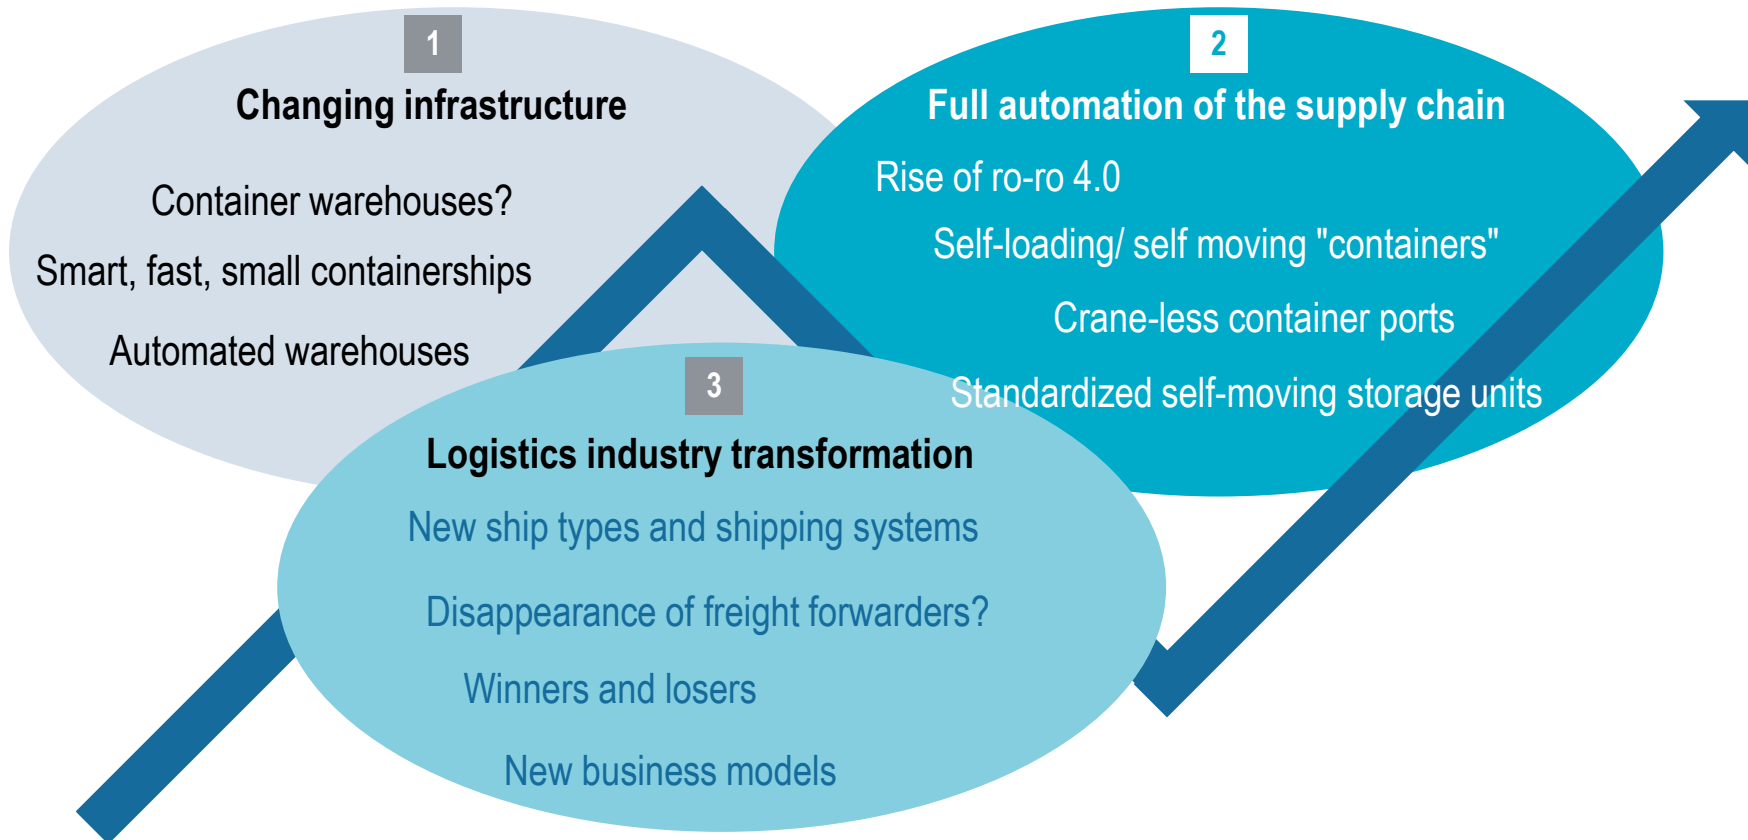 1
Changing infrastructure
Container warehouses?
Smart, fast, small containerships
Automated warehouses
2
Full automation of the supply chain
Rise of ro-ro 4.0
Self-loading/ self moving "containers"
Crane-less container ports
Standardized self-moving storage units
3
Logistics industry transformation
New ship types and shipping systems
Disappearance of freight forwarders?
Winners and losers
New business models